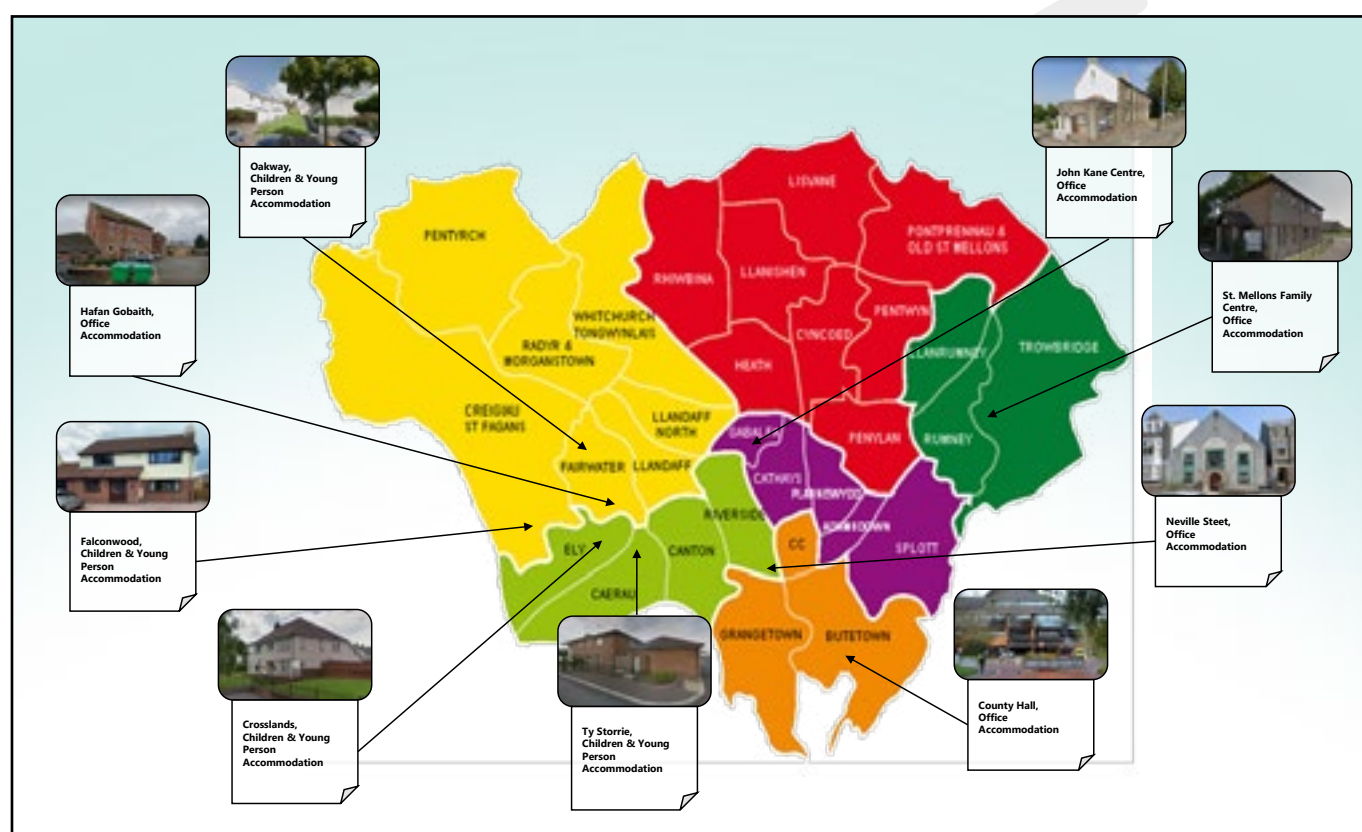 Oakway,
Children & Young
Person
Accommodation
John Kane Centre,
Office
Accommodation
Hafan Gobaith,
Office
Accommodation
St. Mellons Family
Centre,
Office
Accommodation
Falconwood,
Children & Young
Person
Accommodation
Neville Steet,
Office
Accommodation
Crosslands,
Children & Young
Person
Accommodation
Ty Storrie,
Children & Young
Person
Accommodation
County Hall,
Office
Accommodation
LISVANE
PENTYRCH
PONTPRENNAU &
OLD ST MELLONS
RHIWBINA
LLANISHEN
WHITCHURCH
TONGWYNLAIS
PENTWYN
CYNCOED
RADYR &
MORGANSTOWN
LLANRUMNEY
TROWBRIDGE
HEATH
CREIGIAU
ST FAGANS
LLANDAFF
NORTH
GABALFA
PENYLAN
RUMNEY
FAIRWATER
LLANDAFF
CATHAYS
PLASNEWYDD
RIVERSIDE
ADAMSDOWN
ELY
CANTON
CC
SPLOTT
CAERAU
GRANGETOWN
BUTETOWN